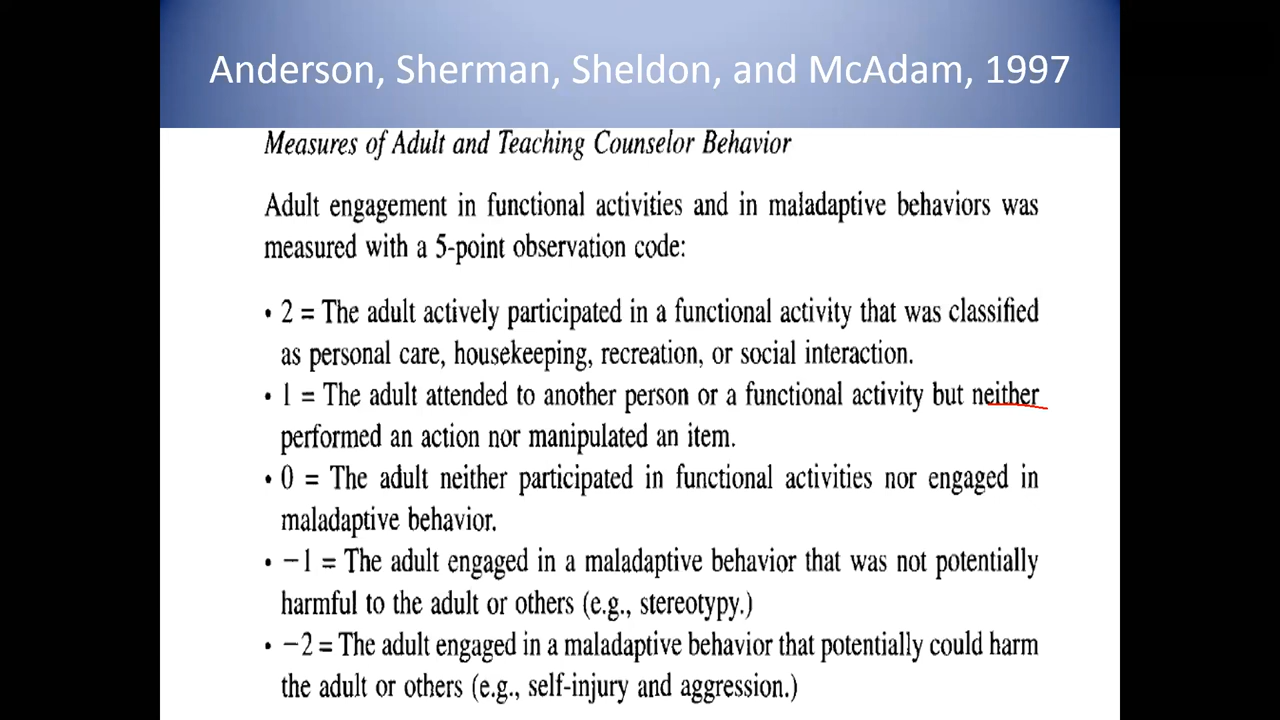 Anderson, Sherman, Sheldon, and McAdam, 1997
Measures of Adult and Teaching Counselor Behavior
Adult engagement in functional activities and in maladaptive behaviors was
measured with a 5-point observation code:
• 2 = The adult actively participated in a functional activity that was classified
as personal care, housekeeping, recreation, or social interaction.
• 1 = The adult attended to another person or a functional activity but neither
performed an action nor manipulated an item.
• 0 = The adult neither participated in functional activities nor engaged in
maladaptive behavior.
• −1 = The adult engaged in a maladaptive behavior that was not potentially
harmful to the adult or others (e.g., stereotypy.)
• −2 = The adult engaged in a maladaptive behavior that potentially could harm
the adult or others (e.g., self-injury and aggression.)